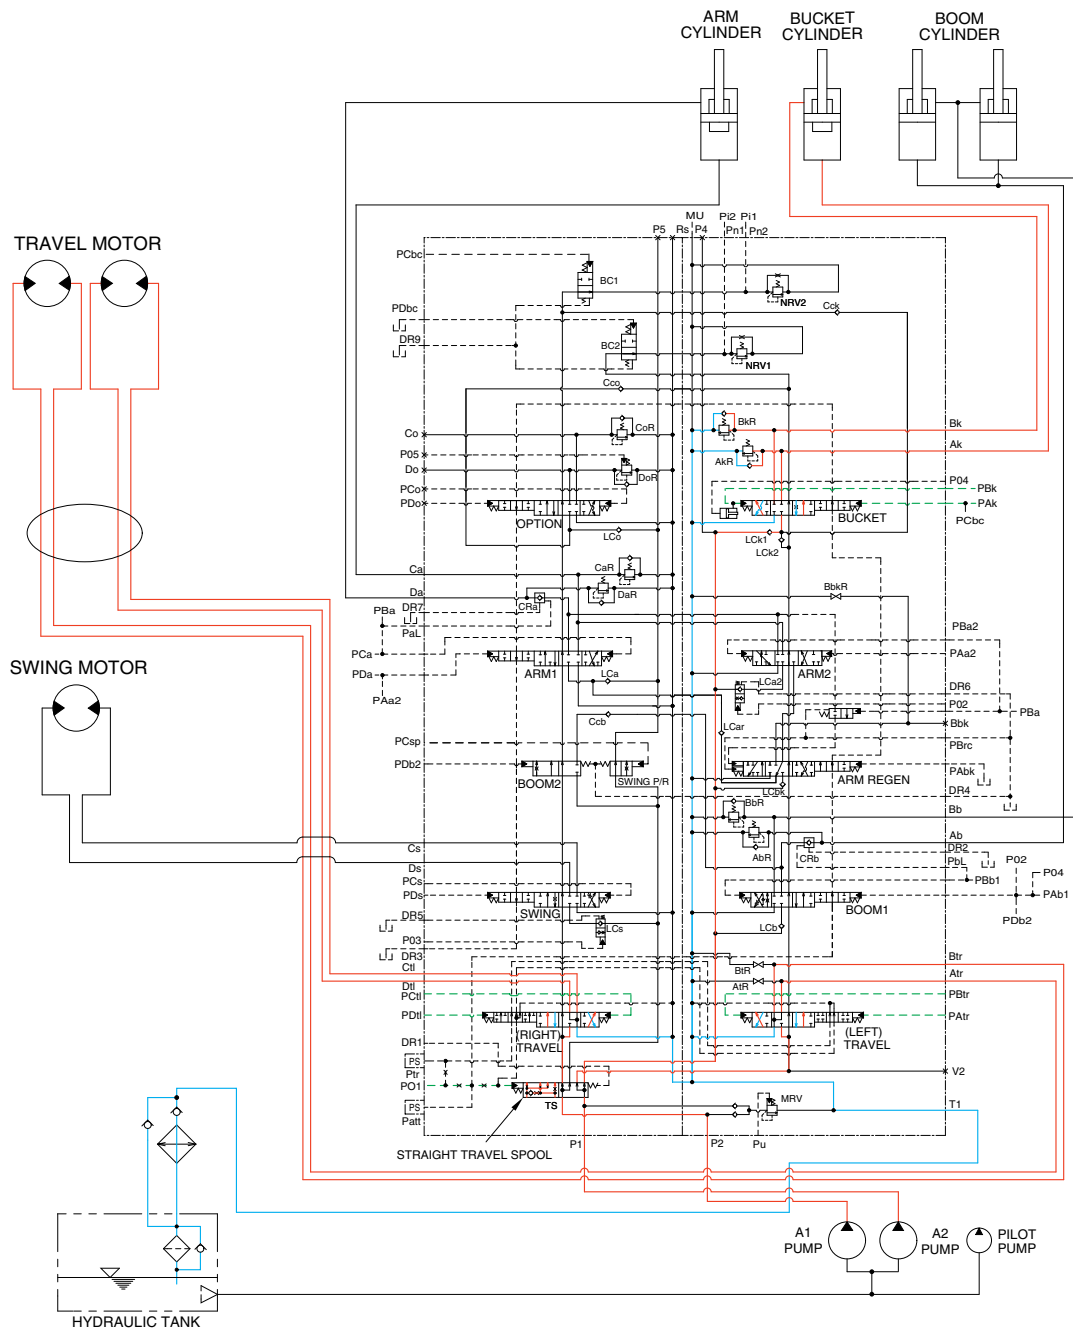 ARM
CYLINDER
BUCKET
CYLINDER
BOOM
CYLINDER
TRAVEL MOTOR
SWING MOTOR
MU
Pi2
Pi1
P5
Rs
P4
Pn1
Pn2
PCbc
BC1
NRV2
Cck
PDbc
DR9
BC2
NRV1
Cco
BkR
Bk
Co
CoR
Ak
AkR
P05
Do
DoR
P04
PBk
PCo
PAk
PDo
OPTION
BUCKET
PCbc
LCo
LCk1
LCk2
Ca
CaR
Da
DaR
BbkR
CRa
PBa
DR7
PaL
PBa2
PCa
PAa2
PDa
ARM1
ARM2
PAa2
LCa
LCa2
DR6
P02
PBa
Ccb
LCar
Bbk
PCsp
PBrc
PDb2
PAbk
BOOM2
SWING P/R
ARM REGEN
LCbk
DR4
BbR
Bb
AbR
CRb
Ab
Cs
DR2
Ds
PbL
P02
P04
PCs
PBb1
PDs
PAb1
SWING
BOOM1
PDb2
DR5
LCs
LCb
P03
DR3
Ctl
BtR
Btr
Atr
Dtl
AtR
PCtl
PBtr
PDtl
PAtr
(RIGHT)
TRAVEL
(LEFT)
TRAVEL
DR1
PS
Ptr
PO1
V2
PS
TS
MRV
T1
Patt
P1
P2
Pu
STRAIGHT TRAVEL SPOOL
A1
PUMP
A2
PUMP
PILOT
PUMP
HYDRAULIC TANK